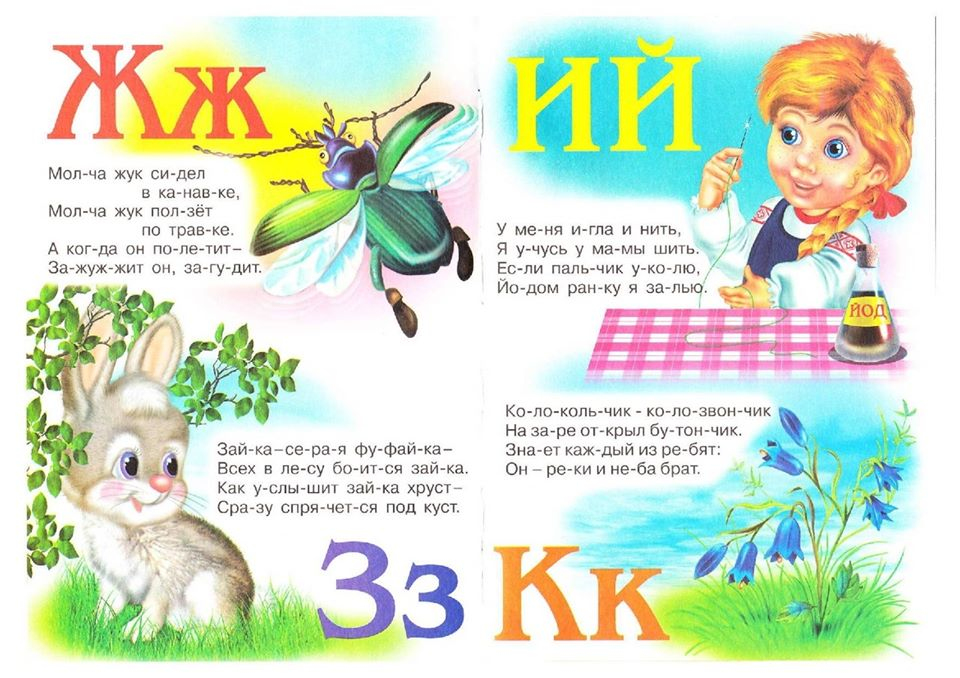 Жж
Мол-ча жук си-дел
в ка-нав-ке,
Мол-ча жук пол-зёт
по трав-ке.
А ког-да он по-ле-тит–
За-жуж-жит он, за-гу-дит.
Зай-ка–се-ра-я фу-фай-ка–
Всех в ле-су бо-ит-ся зай-ка.
Как у-слы-шит зай-ка хруст–
Сра-зу спря-чет-ся под куст.
Зз
ИЙ
У ме-ня и-гла и нить,
Я у-чусь у ма-мы шить.
Ес-ли паль-чик у-ко-лю,
Йо-дом ран-ку я за-лью.
ЙОД
Ко-ло-коль-чик - ко-ло-звон-чик
На за-ре от-крыл бу-тон-чик.
Зна-ет каж-дый из ре-бят:
Он – ре-ки и не-ба брат.
Кк